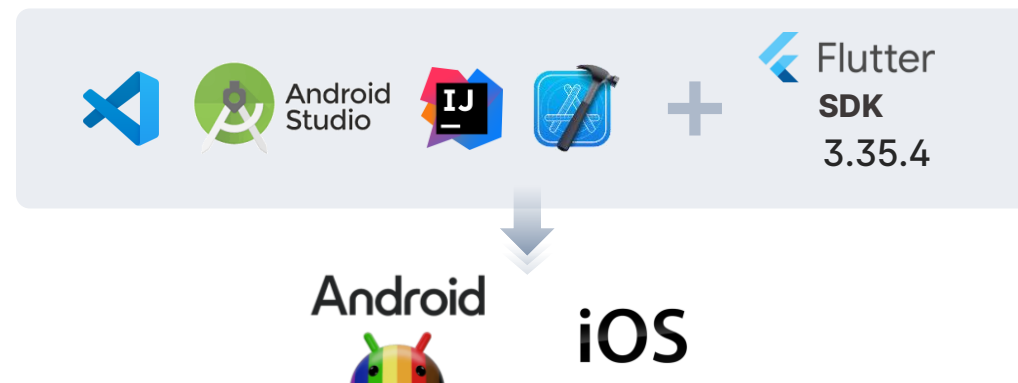 Android
Studio
IJ
Flutter
SDK
3.35.4
Android
iOS